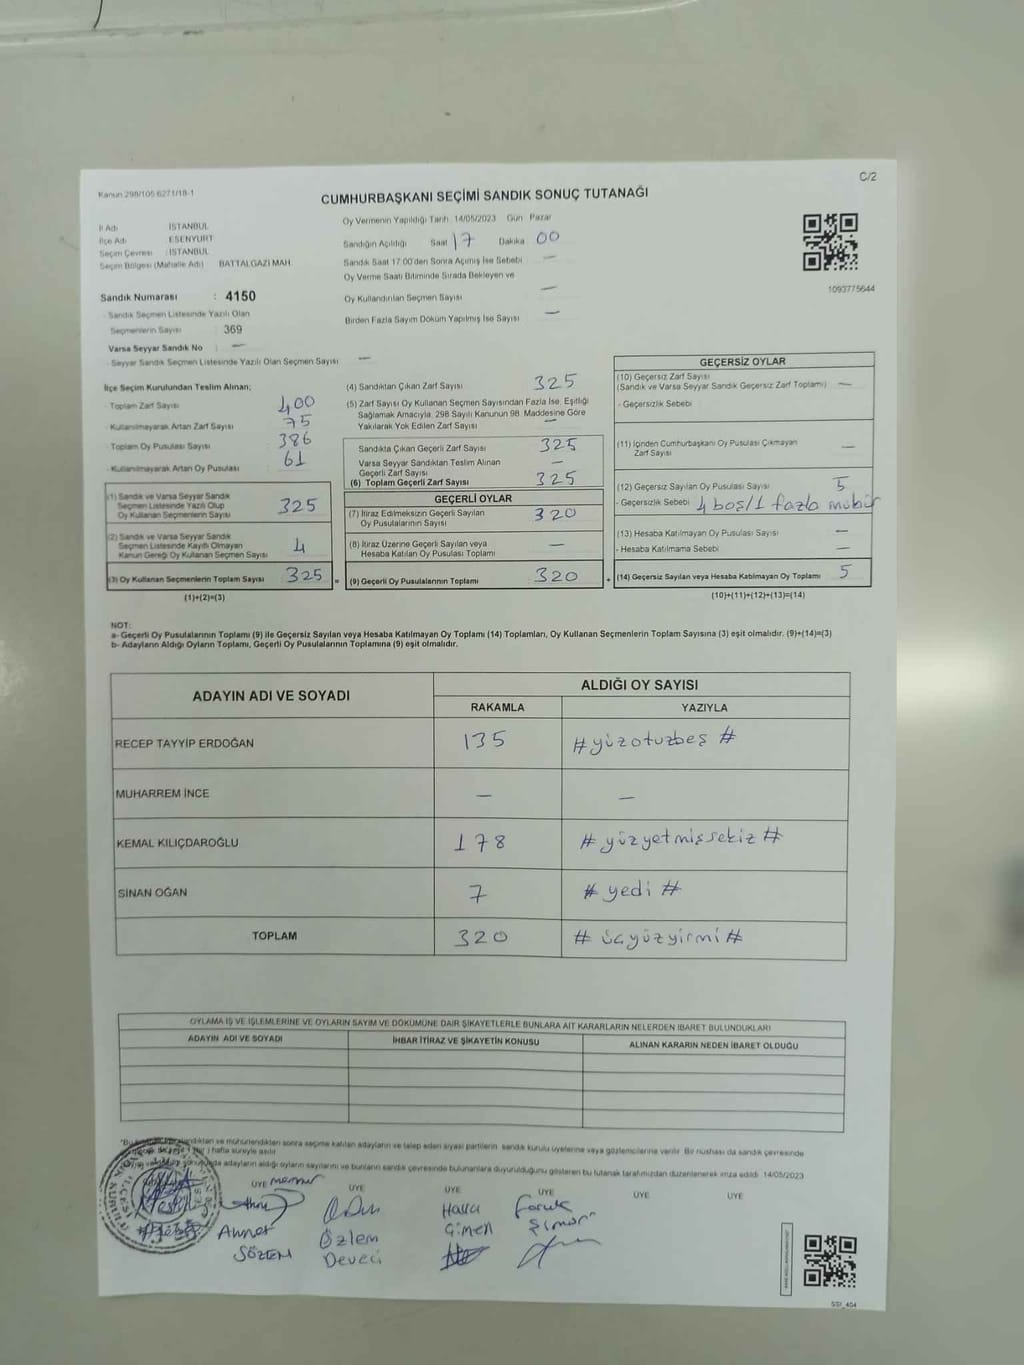 Kanun 298/105 6271/18-1
C/2
CUMHURBAŞKANI SEÇİMİ SANDIK SONUÇ TUTANAĞI
İl Adı İSTANBUL
İlçe Adı ESENYURT
Seçim Çevresi : İSTANBUL
Seçim Bölgesi (Mahalle Adı) BATTALGAZİ MAH.
Sandık Numarası : 4150
- Sandık Seçmen Listesinde Yazılı Olan
Seçmenlerin Sayısı 369
Varsa Seyyar Sandık No : —
- Seyyar Sandık Seçmen Listesinde Yazılı Olan Seçmen Sayısı —
Oy Vermenin Yapıldığı Tarih 14/05/2023 Gün Pazar
Sandığın Açıldığı Saat 17 Dakika 00
Sandık Saat 17:00'den Sonra Açılmış İse Sebebi —
Oy Verme Saati Bitiminde Sırada Bekleyen ve
Oy Kullandırılan Seçmen Sayısı —
Birden Fazla Sayım Döküm Yapılmış İse Sayısı —
1093775644
İlçe Seçim Kurulundan Teslim Alınan;
- Toplam Zarf Sayısı 400
- Kullanılmayarak Artan Zarf Sayısı 75
- Toplam Oy Pusulası Sayısı 386
- Kullanılmayarak Artan Oy Pusulası 61
(1) Sandık ve Varsa Seyyar Sandık
Seçmen Listesinde Yazılı Olup
Oy Kullanan Seçmenlerin Sayısı 325
(2) Sandık ve Varsa Seyyar Sandık
Seçmen Listesinde Kayıtlı Olmayan
Kanun Gereği Oy Kullanan Seçmen Sayısı 4
(3) Oy Kullanan Seçmenlerin Toplam Sayısı 325 =
(1)+(2)=(3)
(4) Sandıktan Çıkan Zarf Sayısı 325
(5) Zarf Sayısı Oy Kullanan Seçmen Sayısından Fazla İse, Eşitliği
Sağlamak Amacıyla, 298 Sayılı Kanunun 98. Maddesine Göre
Yakılarak Yok Edilen Zarf Sayısı —
Sandıkta Çıkan Geçerli Zarf Sayısı 325
Varsa Seyyar Sandıktan Teslim Alınan
Geçerli Zarf Sayısı —
(6) Toplam Geçerli Zarf Sayısı 325
GEÇERLİ OYLAR
(7) İtiraz Edilmeksizin Geçerli Sayılan
Oy Pusulalarının Sayısı 320
(8) İtiraz Üzerine Geçerli Sayılan veya
Hesaba Katılan Oy Pusulası Toplamı —
(9) Geçerli Oy Pusulalarının Toplamı 320 +
GEÇERSİZ OYLAR
(10) Geçersiz Zarf Sayısı
(Sandık ve Varsa Seyyar Sandık Geçersiz Zarf Toplamı) —
- Geçersizlik Sebebi
(11) İçinden Cumhurbaşkanı Oy Pusulası Çıkmayan
Zarf Sayısı —
(12) Geçersiz Sayılan Oy Pusulası Sayısı 5
- Geçersizlik Sebebi 4 boş/1 fazla mühür
(13) Hesaba Katılmayan Oy Pusulası Sayısı —
- Hesaba Katılmama Sebebi —
(14) Geçersiz Sayılan veya Hesaba Katılmayan Oy Toplamı 5
(10)+(11)+(12)+(13)=(14)
NOT:
a- Geçerli Oy Pusulalarının Toplamı (9) ile Geçersiz Sayılan veya Hesaba Katılmayan Oy Toplamı (14) Toplamları, Oy Kullanan Seçmenlerin Toplam Sayısına (3) eşit olmalıdır. (9)+(14)=(3)
b- Adayların Aldığı Oyların Toplamı, Geçerli Oy Pusulalarının Toplamına (9) eşit olmalıdır.
ADAYIN ADI VE SOYADI ALDIĞI OY SAYISI
RAKAMLA YAZIYLA
RECEP TAYYİP ERDOĞAN 135 #yüzotuzbeş #
MUHARREM İNCE — —
KEMAL KILIÇDAROĞLU 178 # yüzyetmişsekiz #
SİNAN OĞAN 7 # yedi #
TOPLAM 320 # üçyüzyirmi #
OYLAMA İŞ VE İŞLEMLERİNE VE OYLARIN SAYIM VE DÖKÜMÜNE DAİR ŞİKAYETLERLE BUNLARA AİT KARARLARIN NELERDEN İBARET BULUNDUKLARI
ADAYIN ADI VE SOYADI İHBAR İTİRAZ VE ŞİKAYETİN KONUSU ALINAN KARARIN NEDEN İBARET OLDUĞU
ve mühürlendikten sonra seçime katılan adayların ve talep eden siyasi partilerin sandık kurulu üyelerine veya gözlemcilerine verilir. Bir nüshası da sandık çevresinde
hafta süreyle asılır
adayların aldığı oyların sayılarını ve bunların sandık çevresinde bulunanlara duyurulduğunu gösteren bu tutanak tarafımızdan düzenlenerek imza edildi 14/05/2023
ÜYE memur ÜYE ÜYE ÜYE ÜYE ÜYE
Ahmet SÖZEN
Özlem Deveci
Hatice Çimen
Faruk
SSI_404